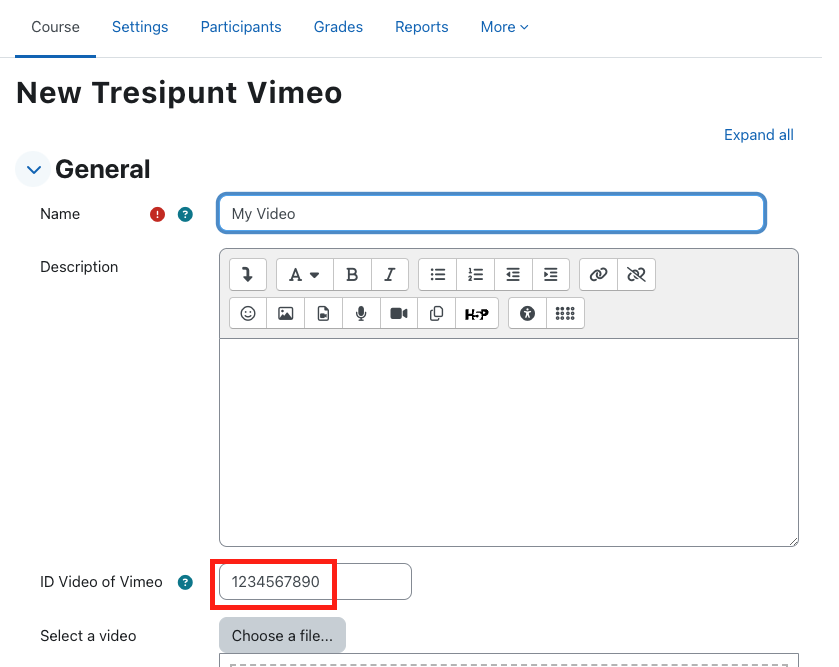 Course Settings Participants Grades Reports More
New Tresipunt Vimeo
Expand all
General
Name ! ? My Video
Description
A B I
H5P
ID Video of Vimeo ? 1234567890
Select a video Choose a file...